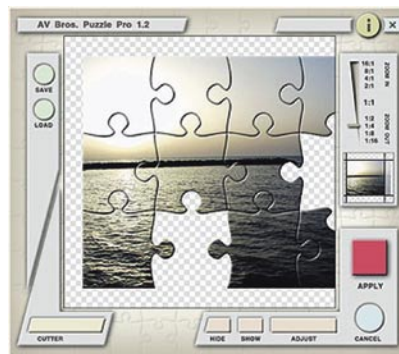 AV Bros. Puzzle Pro 1.2
i
SAVE
LOAD
16:1
8:1
4:1
2:1
ZOOM IN
1:1
1:2
1:4
1:8
1:16
ZOOM OUT
APPLY
CUTTER
HIDE
SHOW
ADJUST
CANCEL